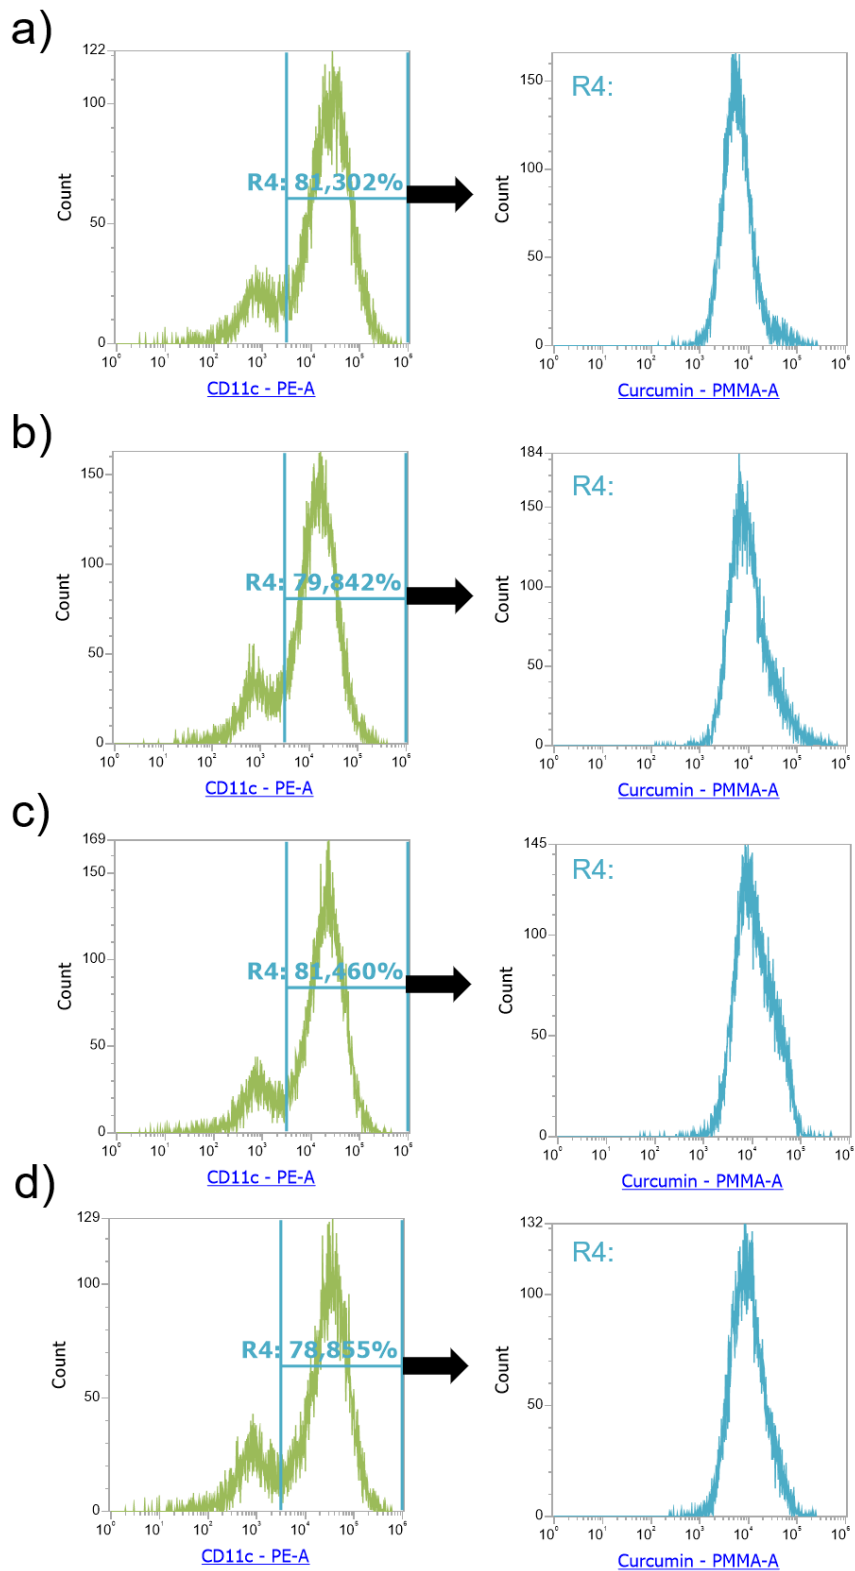 a)
122
100
50
0
Count
R4: 81,302%
10⁰ 10¹ 10² 10³ 10⁴ 10⁵ 10⁶
CD11c - PE-A
150
100
50
0
Count
R4:
10⁰ 10¹ 10² 10³ 10⁴ 10⁵ 10⁶
Curcumin - PMMA-A
b)
150
100
50
0
Count
R4: 79,842%
10⁰ 10¹ 10² 10³ 10⁴ 10⁵ 10⁶
CD11c - PE-A
184
150
100
50
0
Count
R4:
10⁰ 10¹ 10² 10³ 10⁴ 10⁵ 10⁶
Curcumin - PMMA-A
c)
169
150
100
50
0
Count
R4: 81,460%
10⁰ 10¹ 10² 10³ 10⁴ 10⁵ 10⁶
CD11c - PE-A
145
100
50
0
Count
R4:
10⁰ 10¹ 10² 10³ 10⁴ 10⁵ 10⁶
Curcumin - PMMA-A
d)
129
100
50
0
Count
R4: 78,855%
10⁰ 10¹ 10² 10³ 10⁴ 10⁵ 10⁶
CD11c - PE-A
132
100
50
0
Count
R4:
10⁰ 10¹ 10² 10³ 10⁴ 10⁵ 10⁶
Curcumin - PMMA-A